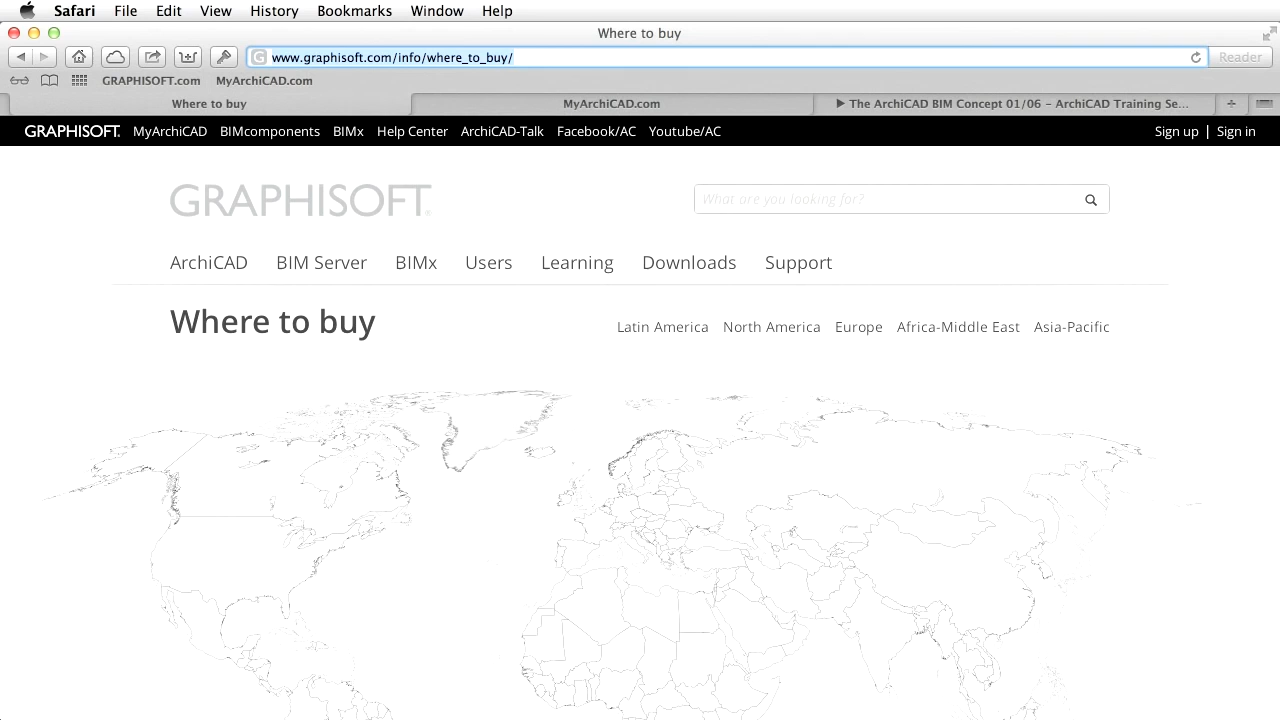 Safari File Edit View History Bookmarks Window Help
Where to buy
www.graphisoft.com/info/where_to_buy/ Reader
GRAPHISOFT.com MyArchiCAD.com
Where to buy MyArchiCAD.com ▶ The ArchiCAD BIM Concept 01/06 – ArchiCAD Training Se...
GRAPHISOFT. MyArchiCAD BIMcomponents BIMx Help Center ArchiCAD-Talk Facebook/AC Youtube/AC Sign up | Sign in
GRAPHISOFT. What are you looking for?
ArchiCAD BIM Server BIMx Users Learning Downloads Support
Where to buy Latin America North America Europe Africa-Middle East Asia-Pacific